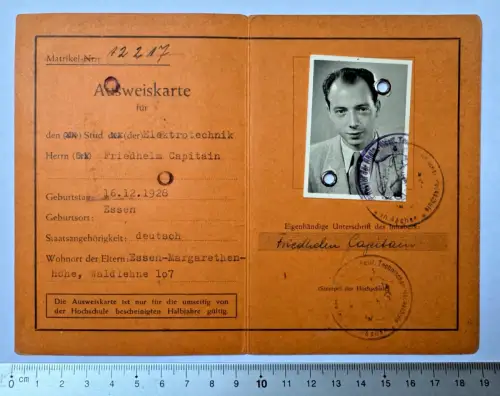 Matrikel-Nr.: 12217
Ausweiskarte
für
den Stud. (der) Elektrotechnik
Herrn Friedhelm Capitain
Geburtstag: 16.12.1928
Geburtsort: Essen
Staatsangehörigkeit: deutsch
Wohnort der Eltern: Essen-Margarethen-
höhe, Waldlehne 107
Die Ausweiskarte ist nur für die umseitig von
der Hochschule bescheinigten Halbjahre gültig.
Eigenhändige Unterschrift des Inhabers:
Friedhelm Capitain
Stempel der Hochschule
0 cm 1 2 3 4 5 6 7 8 9 10 11 12 13 14 15 16 17 18 19